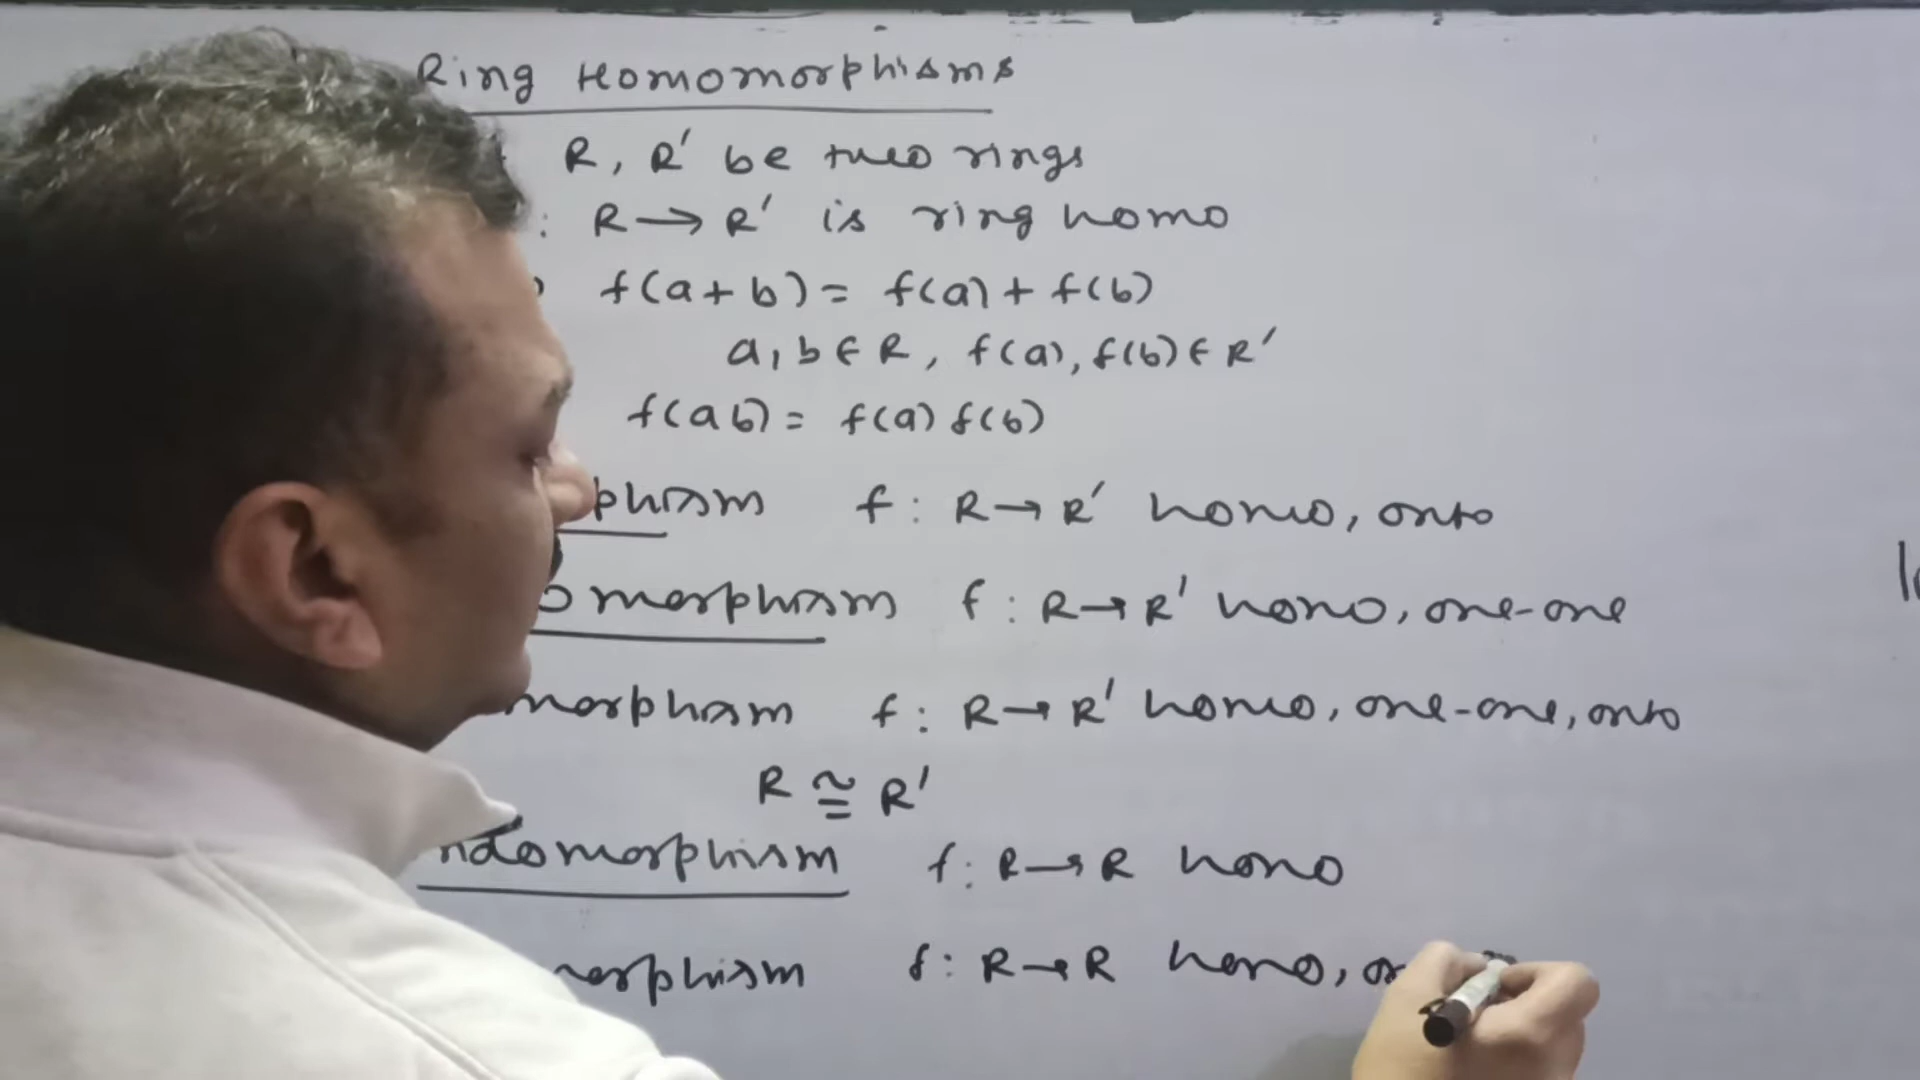 Ring Homomorphisms
R, R' be two rings
: R → R' is ring homo
f(a+b) = f(a) + f(b)
a, b ∈ R, f(a), f(b) ∈ R'
f(ab) = f(a) f(b)
phism f : R → R' homo, onto
omorphism f : R → R' homo, one-one
morphism f : R → R' homo, one-one, onto
R ≅ R'
ndomorphism f : R → R homo
morphism f : R → R homo,